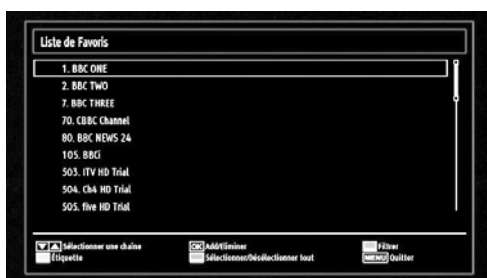 Liste de Favoris
1. BBC ONE
2. BBC TWO
7. BBC THREE
70. CBBC Channel
80. BBC NEWS 24
105. BBCi
503. ITV HD Trial
504. Ch4 HD Trial
505. five HD Trial
Sélectionner une chaîne OK Add/Eliminer Filtrer
Étiquette Sélectionner/Désélectionner tout MENU Quitter